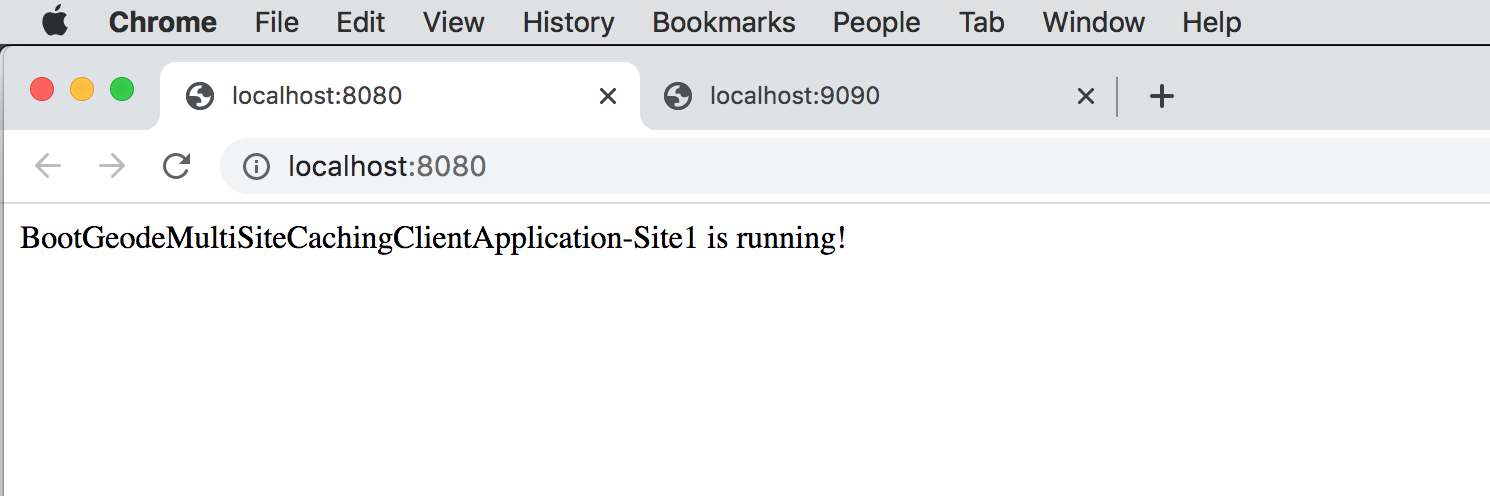 Chrome File Edit View History Bookmarks People Tab Window Help
localhost:8080 localhost:9090
localhost:8080
BootGeodeMultiSiteCachingClientApplication-Site1 is running!